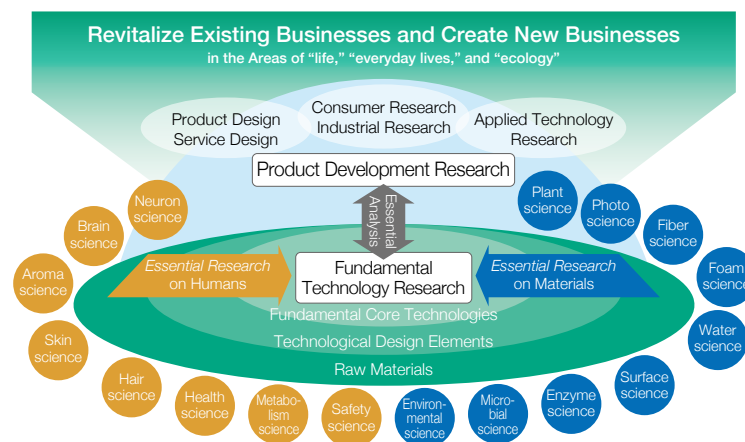 Revitalize Existing Businesses and Create New Businesses
in the Areas of “life,” “everyday lives,” and “ecology”
Product Design
Service Design
Consumer Research
Industrial Research
Applied Technology
Research
Product Development Research
Essential
Analysis
Neuron
science
Brain
science
Aroma
science
Skin
science
Hair
science
Health
science
Metabo-
lism
science
Safety
science
Environ-
mental
science
Micro-
bial
science
Enzyme
science
Surface
science
Water
science
Foam
science
Fiber
science
Photo
science
Plant
science
Essential Research
on Humans
Fundamental
Technology Research
Essential Research
on Materials
Fundamental Core Technologies
Technological Design Elements
Raw Materials